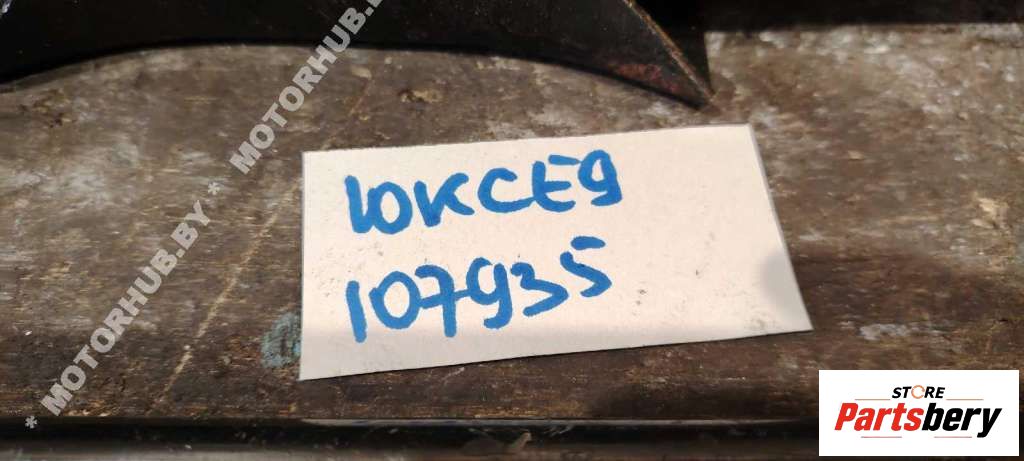 * MOTORHUB.BY * MOTORHUB.BY
10KCE9
107935
STORE
Partsbery